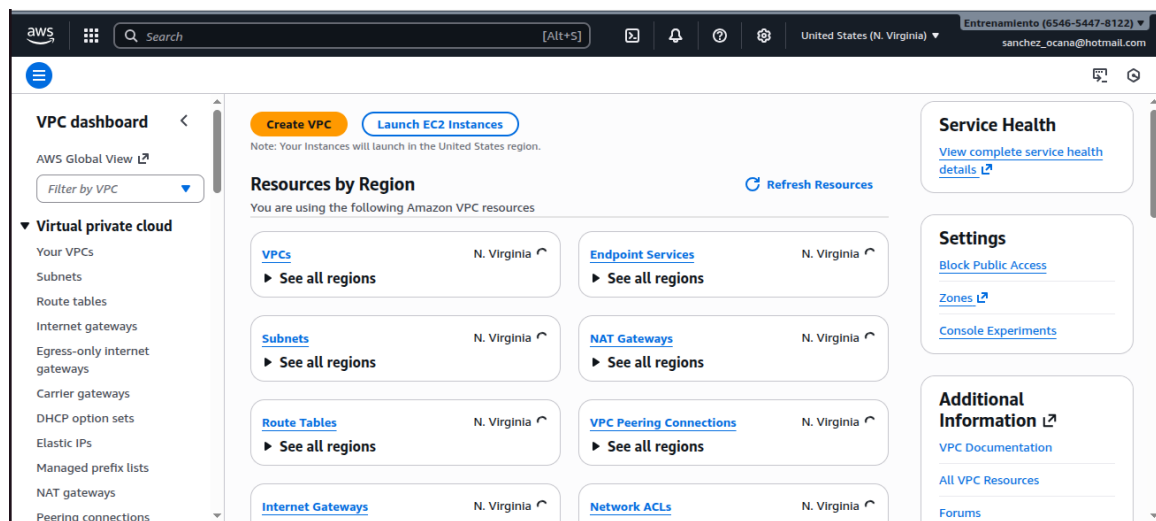 aws
Search
[Alt+S]
United States (N. Virginia) ▼
Entrenamiento (6546-5447-8122) ▼
sanchez_ocana@hotmail.com
VPC dashboard
AWS Global View
Filter by VPC
Virtual private cloud
Your VPCs
Subnets
Route tables
Internet gateways
Egress-only internet
gateways
Carrier gateways
DHCP option sets
Elastic IPs
Managed prefix lists
NAT gateways
Peering connections
Create VPC
Launch EC2 Instances
Note: Your Instances will launch in the United States region.
Resources by Region
Refresh Resources
You are using the following Amazon VPC resources
VPCs
N. Virginia
See all regions
Endpoint Services
N. Virginia
See all regions
Subnets
N. Virginia
See all regions
NAT Gateways
N. Virginia
See all regions
Route Tables
N. Virginia
See all regions
VPC Peering Connections
N. Virginia
See all regions
Internet Gateways
N. Virginia
Network ACLs
N. Virginia
Service Health
View complete service health
details
Settings
Block Public Access
Zones
Console Experiments
Additional
Information
VPC Documentation
All VPC Resources
Forums